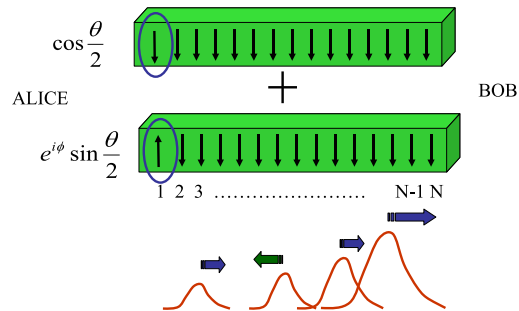 cos θ/2
ALICE
+
BOB
e^{iϕ} sin θ/2
1 2 3 ........................ N-1 N